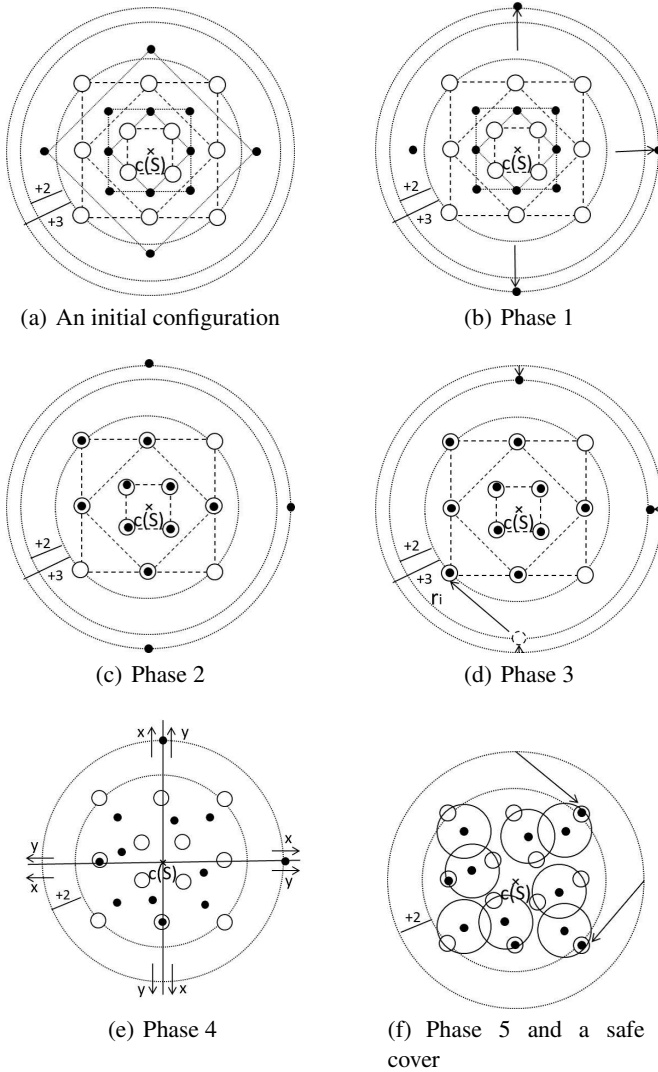 c(S)
+2
+3
(a) An initial configuration
c(S)
+2
+3
(b) Phase 1
c(S)
+2
+3
(c) Phase 2
c(S)
+2
+3
ri
(d) Phase 3
x y
y x
x y
c(S)
+2
y x
(e) Phase 4
c(S)
+2
(f) Phase 5 and a safe
cover